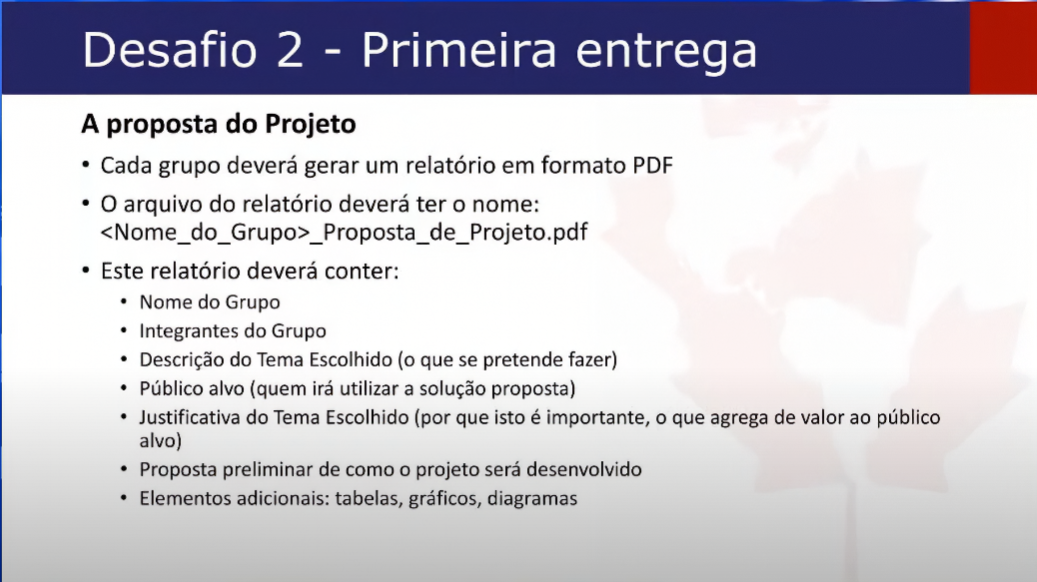 Desafio 2 - Primeira entrega
A proposta do Projeto
• Cada grupo deverá gerar um relatório em formato PDF
• O arquivo do relatório deverá ter o nome:
<Nome_do_Grupo>_Proposta_de_Projeto.pdf
• Este relatório deverá conter:
• Nome do Grupo
• Integrantes do Grupo
• Descrição do Tema Escolhido (o que se pretende fazer)
• Público alvo (quem irá utilizar a solução proposta)
• Justificativa do Tema Escolhido (por que isto é importante, o que agrega de valor ao público
alvo)
• Proposta preliminar de como o projeto será desenvolvido
• Elementos adicionais: tabelas, gráficos, diagramas